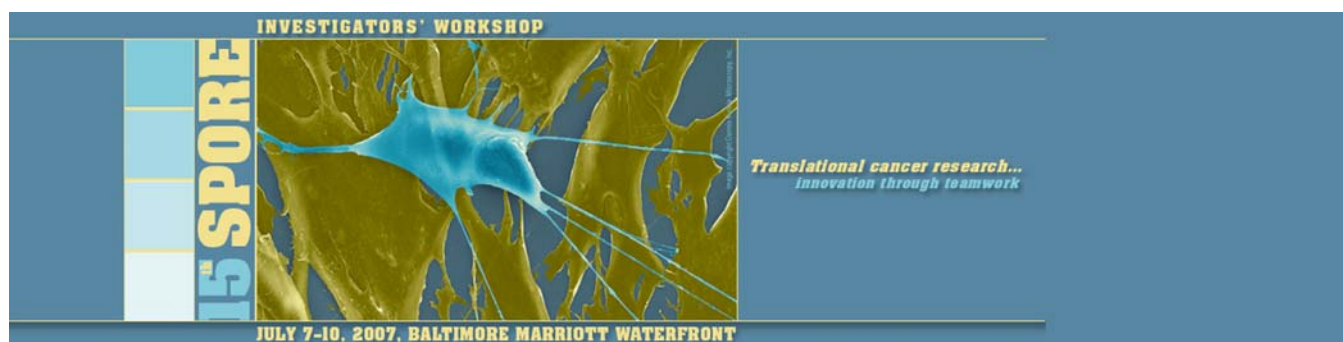 INVESTIGATORS' WORKSHOP
15th SPORE
Translational cancer research...
innovation through teamwork
JULY 7-10, 2007, BALTIMORE MARRIOTT WATERFRONT